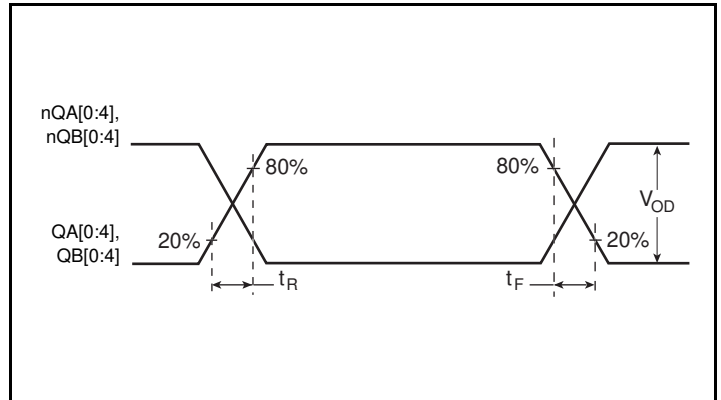 nQA[0:4],
nQB[0:4]
80%
80%
V_OD
QA[0:4],
QB[0:4]
20%
20%
t_R
t_F